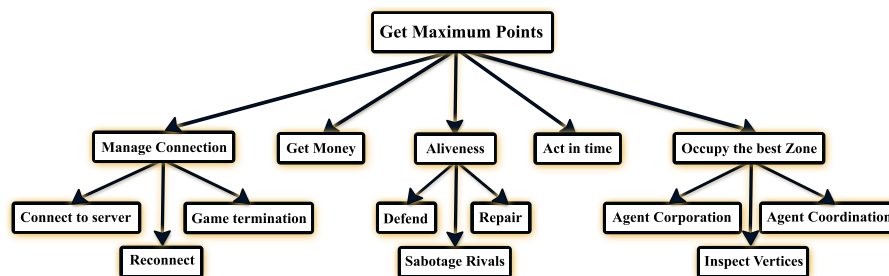 Get Maximum Points
Manage Connection
Get Money
Aliveness
Act in time
Occupy the best Zone
Connect to server
Game termination
Defend
Repair
Agent Corporation
Agent Coordination
Reconnect
Sabotage Rivals
Inspect Vertices